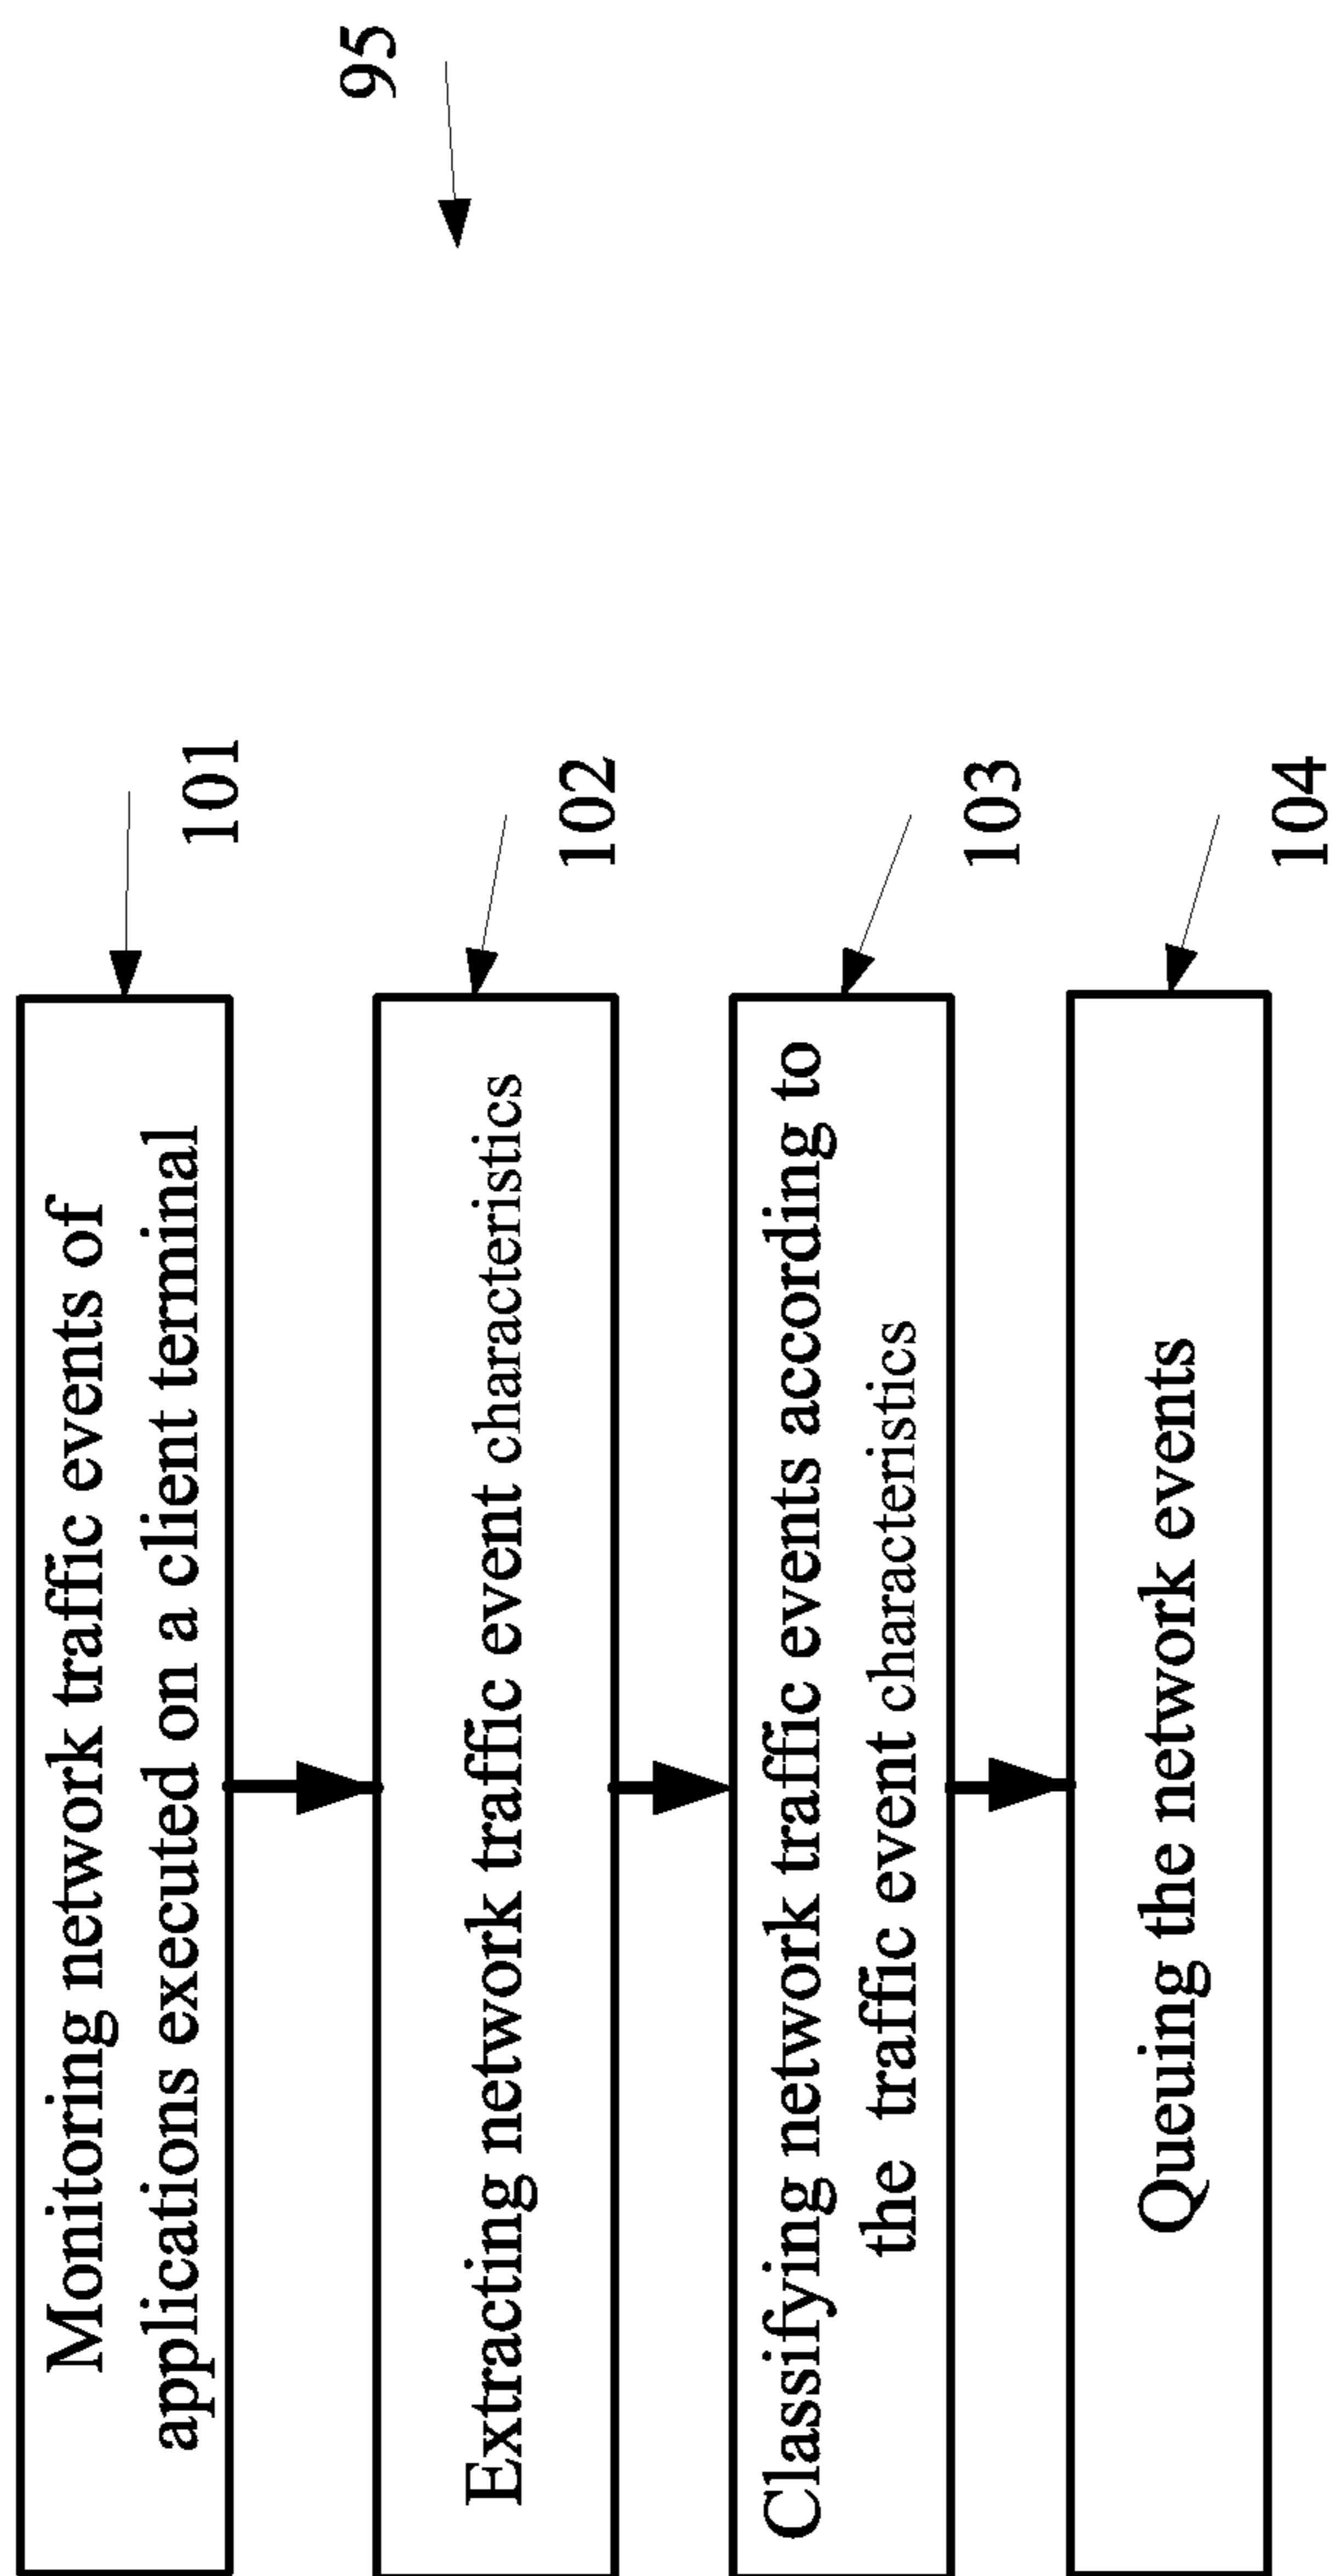 95
Monitoring network traffic events of
applications executed on a client terminal
101
Extracting network traffic event characteristics
102
Classifying network traffic events according to
the traffic event characteristics
103
Queuing the network events
104